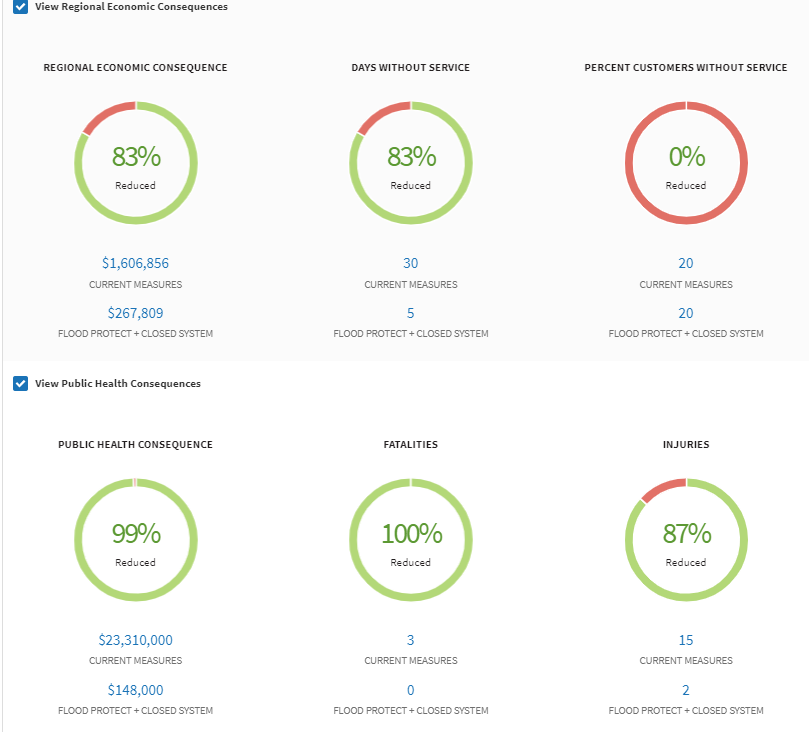 View Regional Economic Consequences
REGIONAL ECONOMIC CONSEQUENCE
DAYS WITHOUT SERVICE
PERCENT CUSTOMERS WITHOUT SERVICE
83%
Reduced
83%
Reduced
0%
Reduced
$1,606,856
CURRENT MEASURES
30
CURRENT MEASURES
20
CURRENT MEASURES
$267,809
FLOOD PROTECT + CLOSED SYSTEM
5
FLOOD PROTECT + CLOSED SYSTEM
20
FLOOD PROTECT + CLOSED SYSTEM
View Public Health Consequences
PUBLIC HEALTH CONSEQUENCE
FATALITIES
INJURIES
99%
Reduced
100%
Reduced
87%
Reduced
$23,310,000
CURRENT MEASURES
3
CURRENT MEASURES
15
CURRENT MEASURES
$148,000
FLOOD PROTECT + CLOSED SYSTEM
0
FLOOD PROTECT + CLOSED SYSTEM
2
FLOOD PROTECT + CLOSED SYSTEM